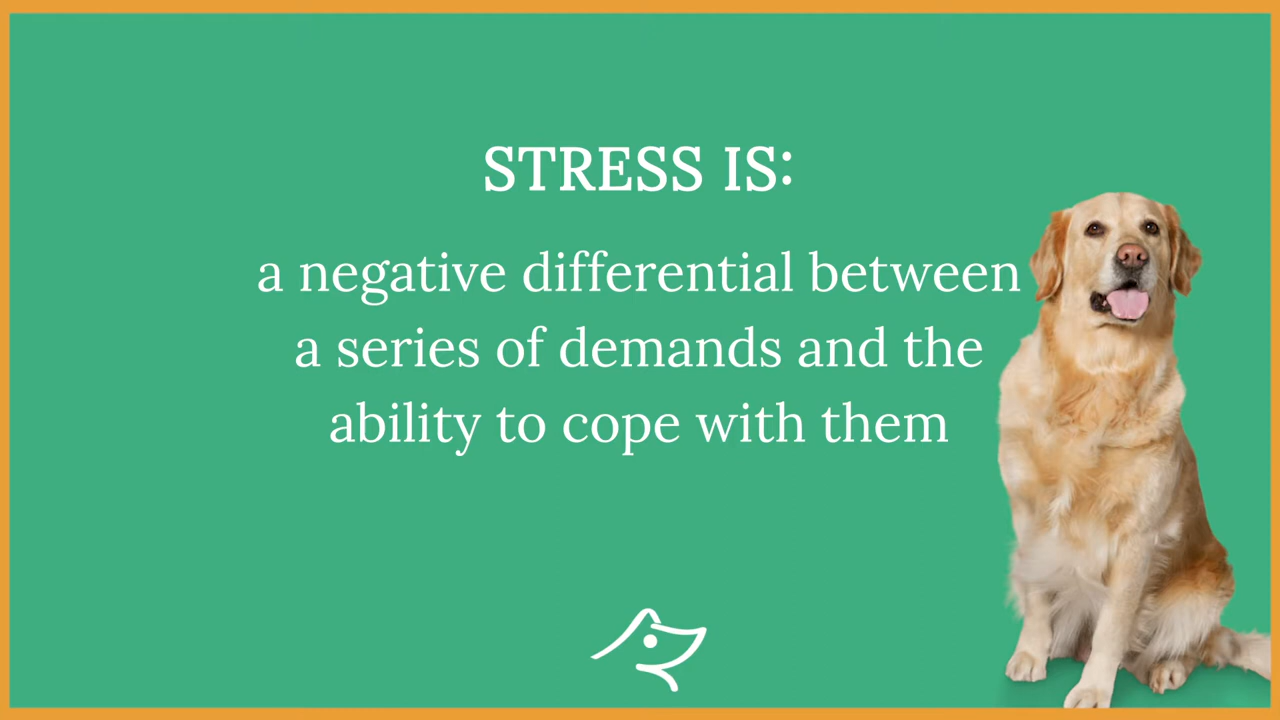 STRESS IS:
a negative differential between
a series of demands and the
ability to cope with them